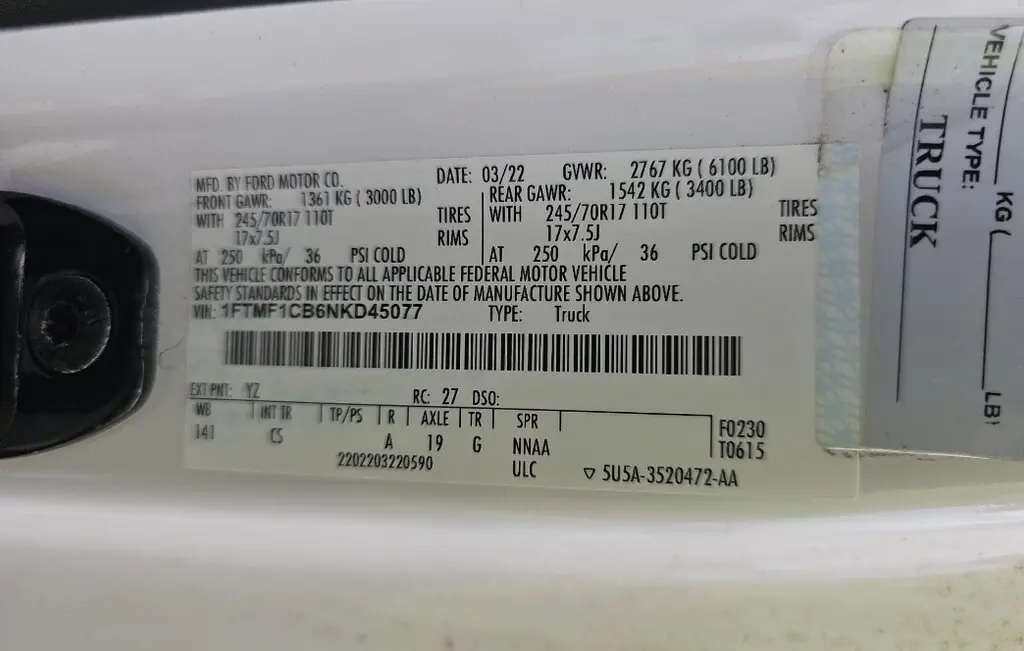 MFD. BY FORD MOTOR CO.
DATE: 03/22 GVWR: 2767 KG ( 6100 LB)
FRONT GAWR: 1361 KG ( 3000 LB) REAR GAWR: 1542 KG ( 3400 LB)
WITH 245/70R17 110T TIRES WITH 245/70R17 110T TIRES
17x7.5J RIMS 17x7.5J RIMS
AT 250 kPa/ 36 PSI COLD AT 250 kPa/ 36 PSI COLD
THIS VEHICLE CONFORMS TO ALL APPLICABLE FEDERAL MOTOR VEHICLE
SAFETY STANDARDS IN EFFECT ON THE DATE OF MANUFACTURE SHOWN ABOVE.
VIN: 1FTMF1CB6NKD45077 TYPE: Truck
EXT PNT: YZ RC: 27 DSO:
WB INT TR TP/PS R AXLE TR SPR
141 CS A 19 G NNAA
F0230
T0615
2202203220590 ULC ▽ 5U5A-3520472-AA
KG ( LB)
VEHICLE TYPE:
TRUCK